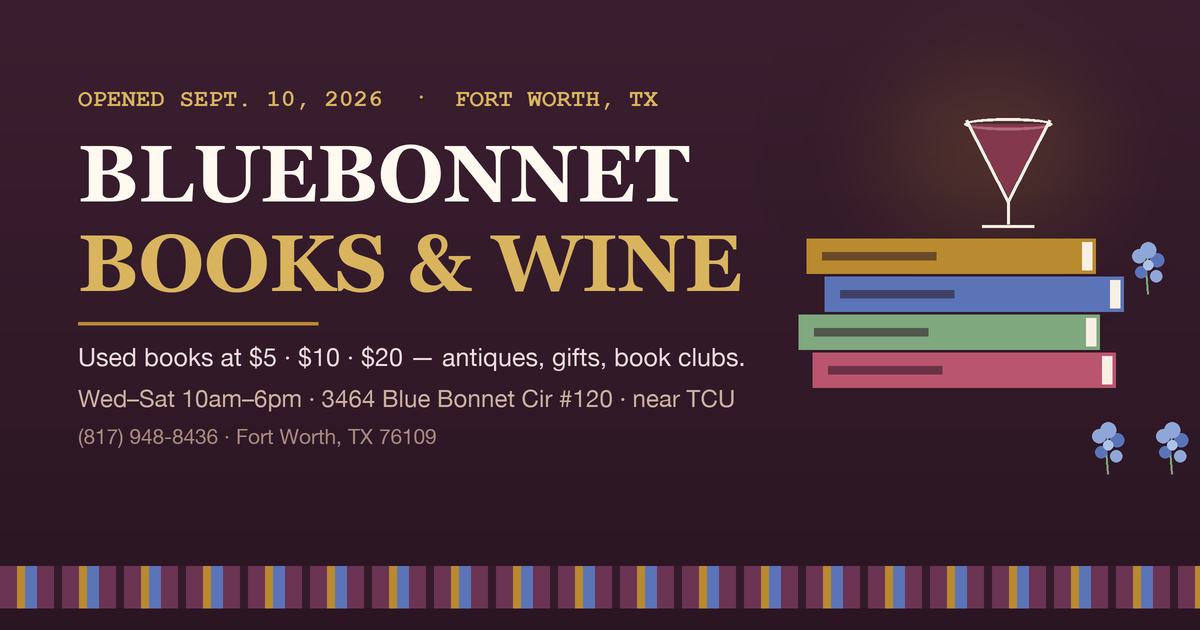 OPENED SEPT. 10, 2026 · FORT WORTH, TX
BLUEBONNET
BOOKS & WINE
Used books at $5 · $10 · $20 — antiques, gifts, book clubs.
Wed–Sat 10am–6pm · 3464 Blue Bonnet Cir #120 · near TCU
(817) 948-8436 · Fort Worth, TX 76109